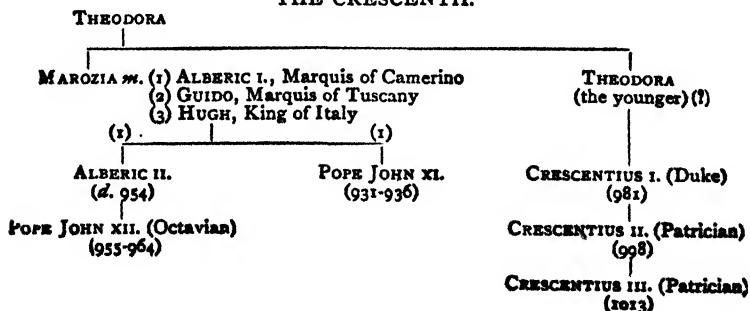 THE CRESCENTII.
THEODORA
MAROZIA m. (1) ALBERIC I., Marquis of Camerino
(2) GUIDO, Marquis of Tuscany
(3) HUGH, King of Italy
THEODORA
(the younger) (?)
(1) (1)
ALBERIC II.
(d. 954)
POPE JOHN XI.
(931-936)
CRESCENTIUS I. (Duke)
(981)
POPE JOHN XII. (Octavian)
(955-964)
CRESCENTIUS II. (Patrician)
(998)
CRESCENTIUS III. (Patrician)
(1013)